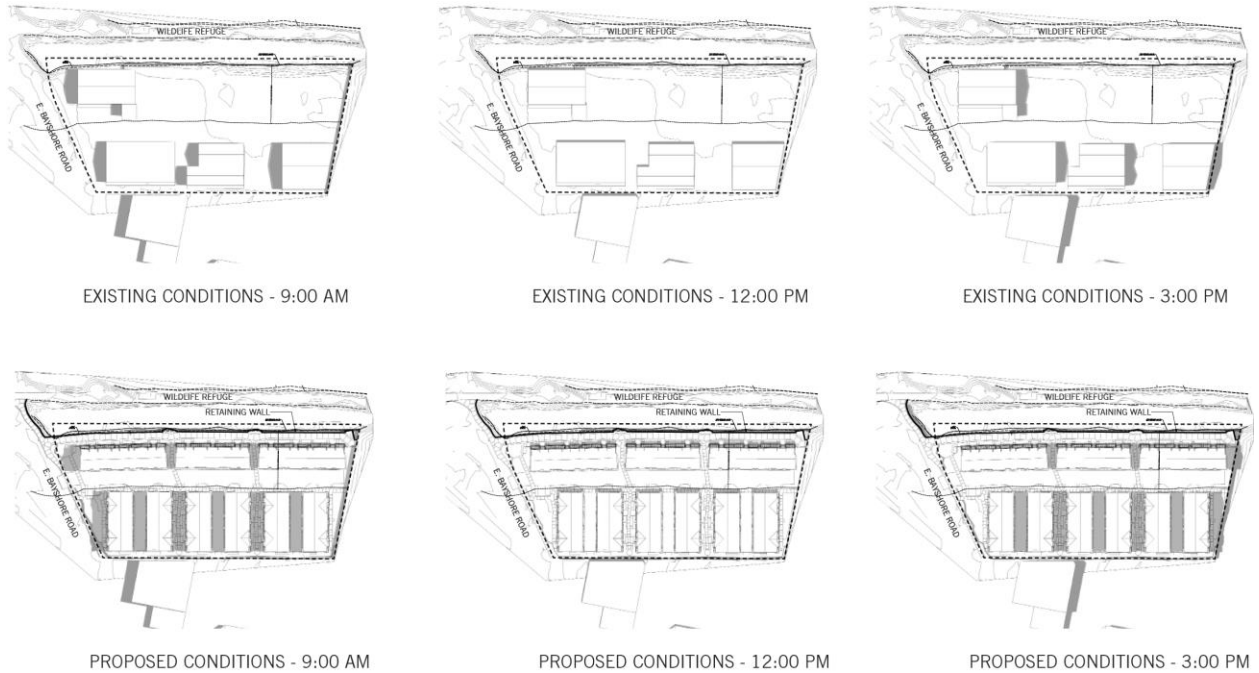 WILDLIFE REFUGE
E. BAYSHORE ROAD
EXISTING CONDITIONS - 9:00 AM
WILDLIFE REFUGE
E. BAYSHORE ROAD
EXISTING CONDITIONS - 12:00 PM
WILDLIFE REFUGE
E. BAYSHORE ROAD
EXISTING CONDITIONS - 3:00 PM
WILDLIFE REFUGE
RETAINING WALL
E. BAYSHORE ROAD
PROPOSED CONDITIONS - 9:00 AM
WILDLIFE REFUGE
RETAINING WALL
E. BAYSHORE ROAD
PROPOSED CONDITIONS - 12:00 PM
WILDLIFE REFUGE
RETAINING WALL
E. BAYSHORE ROAD
PROPOSED CONDITIONS - 3:00 PM